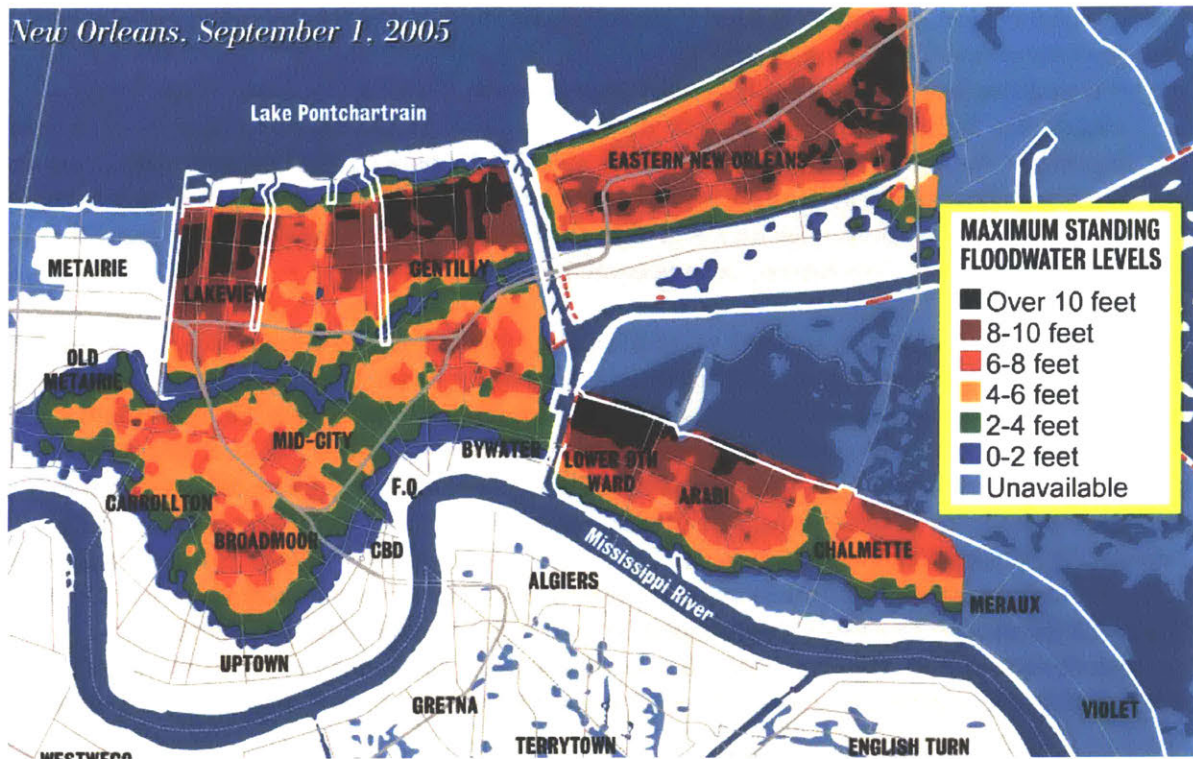 New Orleans, September 1, 2005
Lake Pontchartrain
EASTERN NEW ORLEANS
METAIRIE
LAKEVIEW
GENTILLY
OLD
METAIRIE
MID-CITY
BYWATER
LOWER 9TH
WARD
ARABI
CARROLLTON
F.Q.
BROADMOOR
CBD
CHALMETTE
Mississippi River
ALGIERS
MERAUX
UPTOWN
GRETNA
VIOLET
WESTWEGO
TERRYTOWN
ENGLISH TURN
MAXIMUM STANDING
FLOODWATER LEVELS
Over 10 feet
8-10 feet
6-8 feet
4-6 feet
2-4 feet
0-2 feet
Unavailable